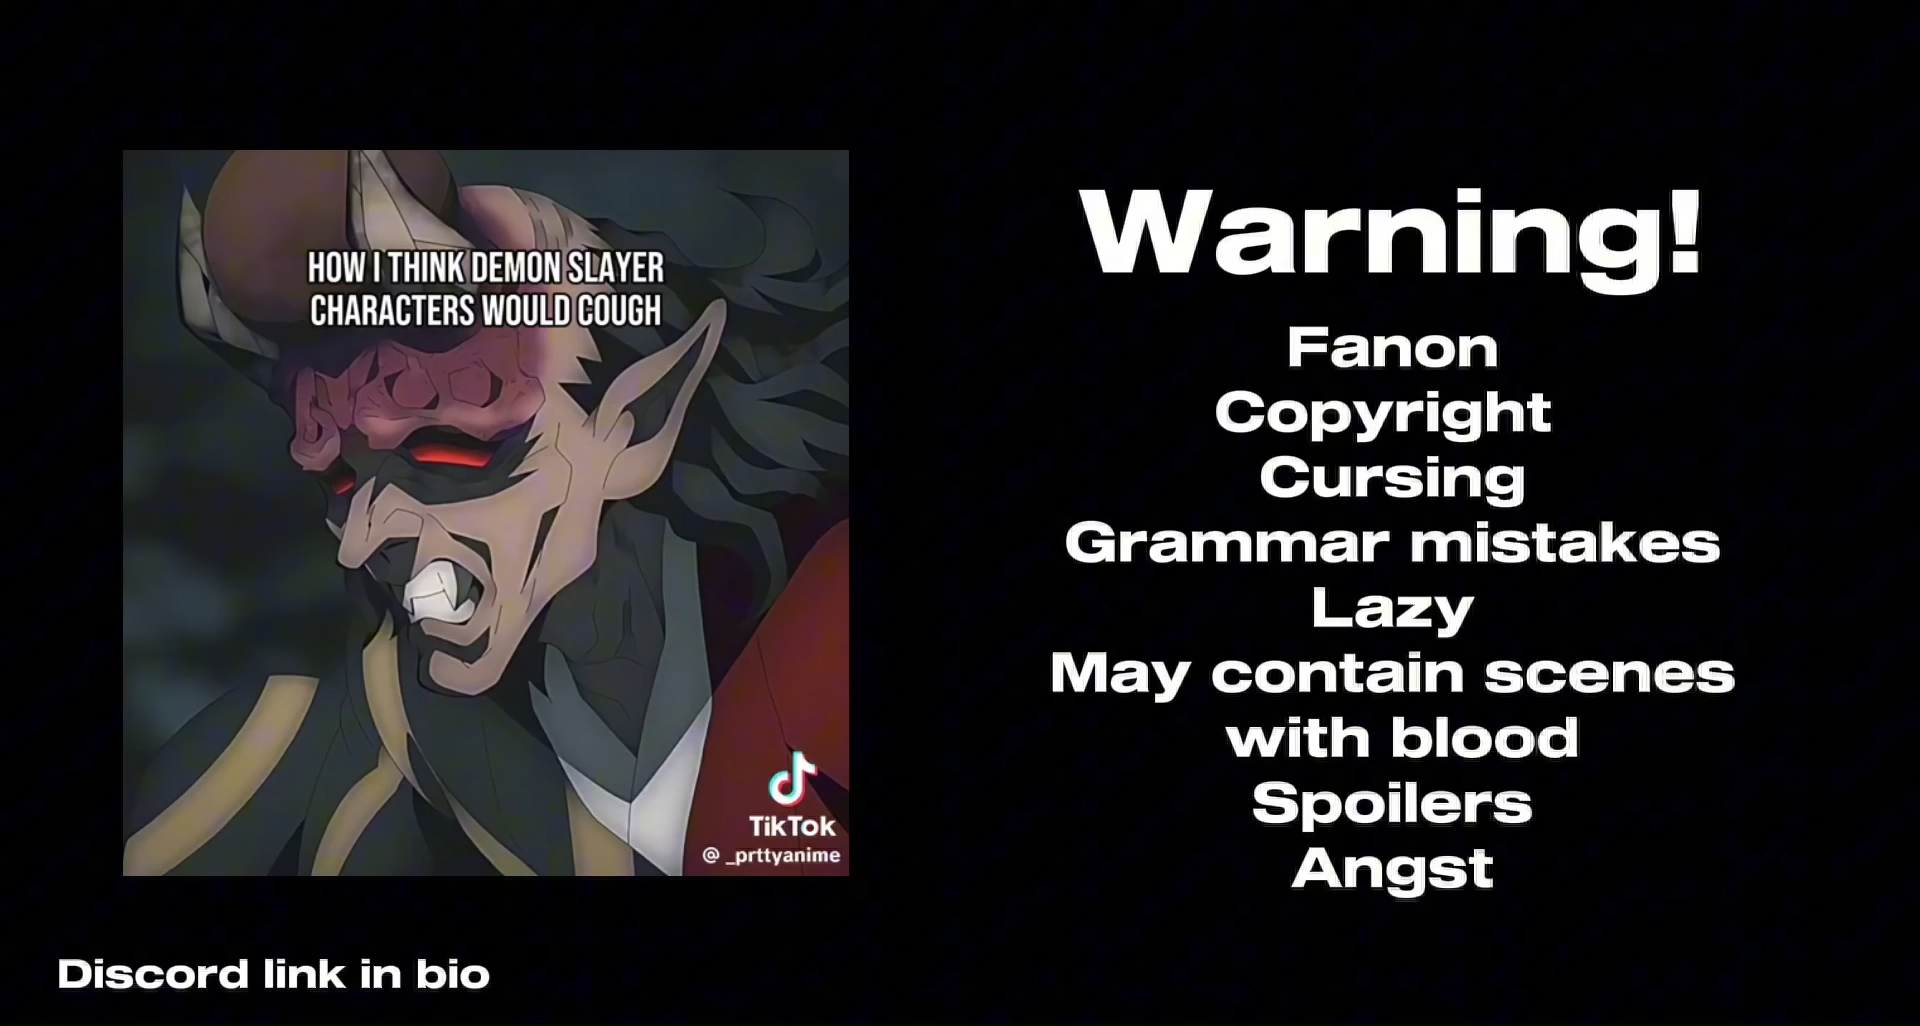 HOW I THINK DEMON SLAYER
CHARACTERS WOULD COUGH
TikTok
@ _prttyanime
Warning!
Fanon
Copyright
Cursing
Grammar mistakes
Lazy
May contain scenes
with blood
Spoilers
Angst
Discord link in bio